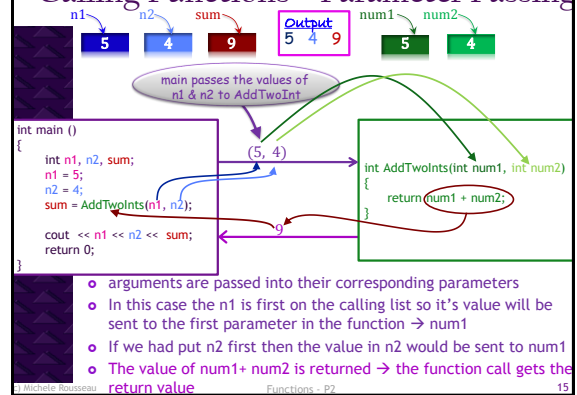 Calling Functions – Parameter Passing
n1 n2 sum Output num1 num2
5 4 9 5 4 9 5 4
main passes the values of
n1 & n2 to AddTwoInt
int main ()
{
int n1, n2, sum;
n1 = 5;
n2 = 4;
sum = AddTwoInts(n1, n2);
cout << n1 << n2 << sum;
return 0;
}
(5, 4)
9
int AddTwoInts(int num1, int num2)
{
return num1 + num2;
}
arguments are passed into their corresponding parameters
In this case the n1 is first on the calling list so it's value will be
sent to the first parameter in the function → num1
If we had put n2 first then the value in n2 would be sent to num1
The value of num1+ num2 is returned → the function call gets the
return value
c) Michele Rousseau Functions - P2 15